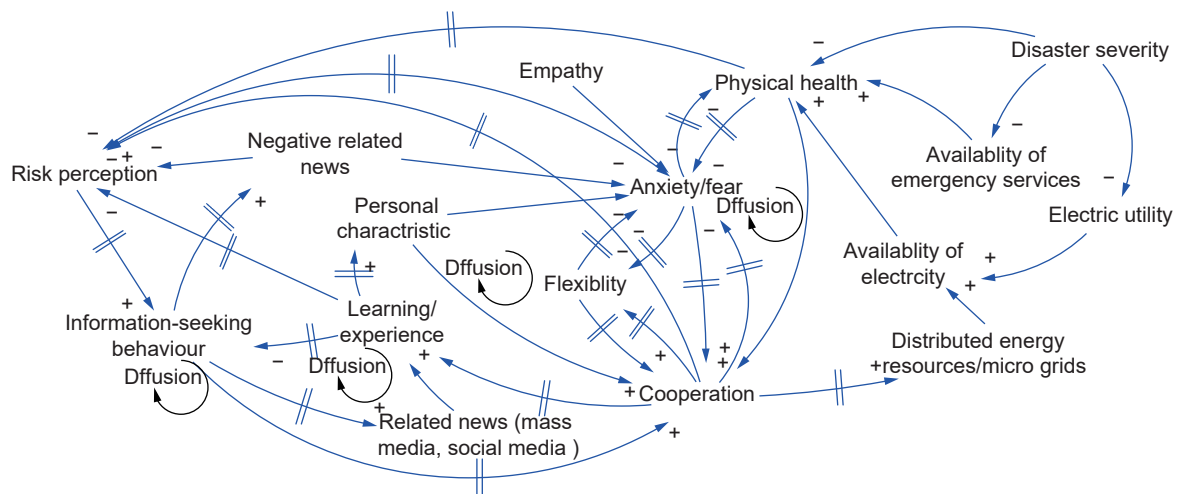 Disaster severity
Empathy
Physical health
Negative related
news
Risk perception
Availablity of
emergency services
Anxiety/fear
Dffusion
Personal
charactristic
Electric utility
Availablity of
electrcity
Dffusion
Flexiblity
Learning/
experience
Information-seeking
behaviour
Distributed energy
+resources/micro grids
Dffusion
Dffusion
Cooperation
Related news (mass
media, social media )